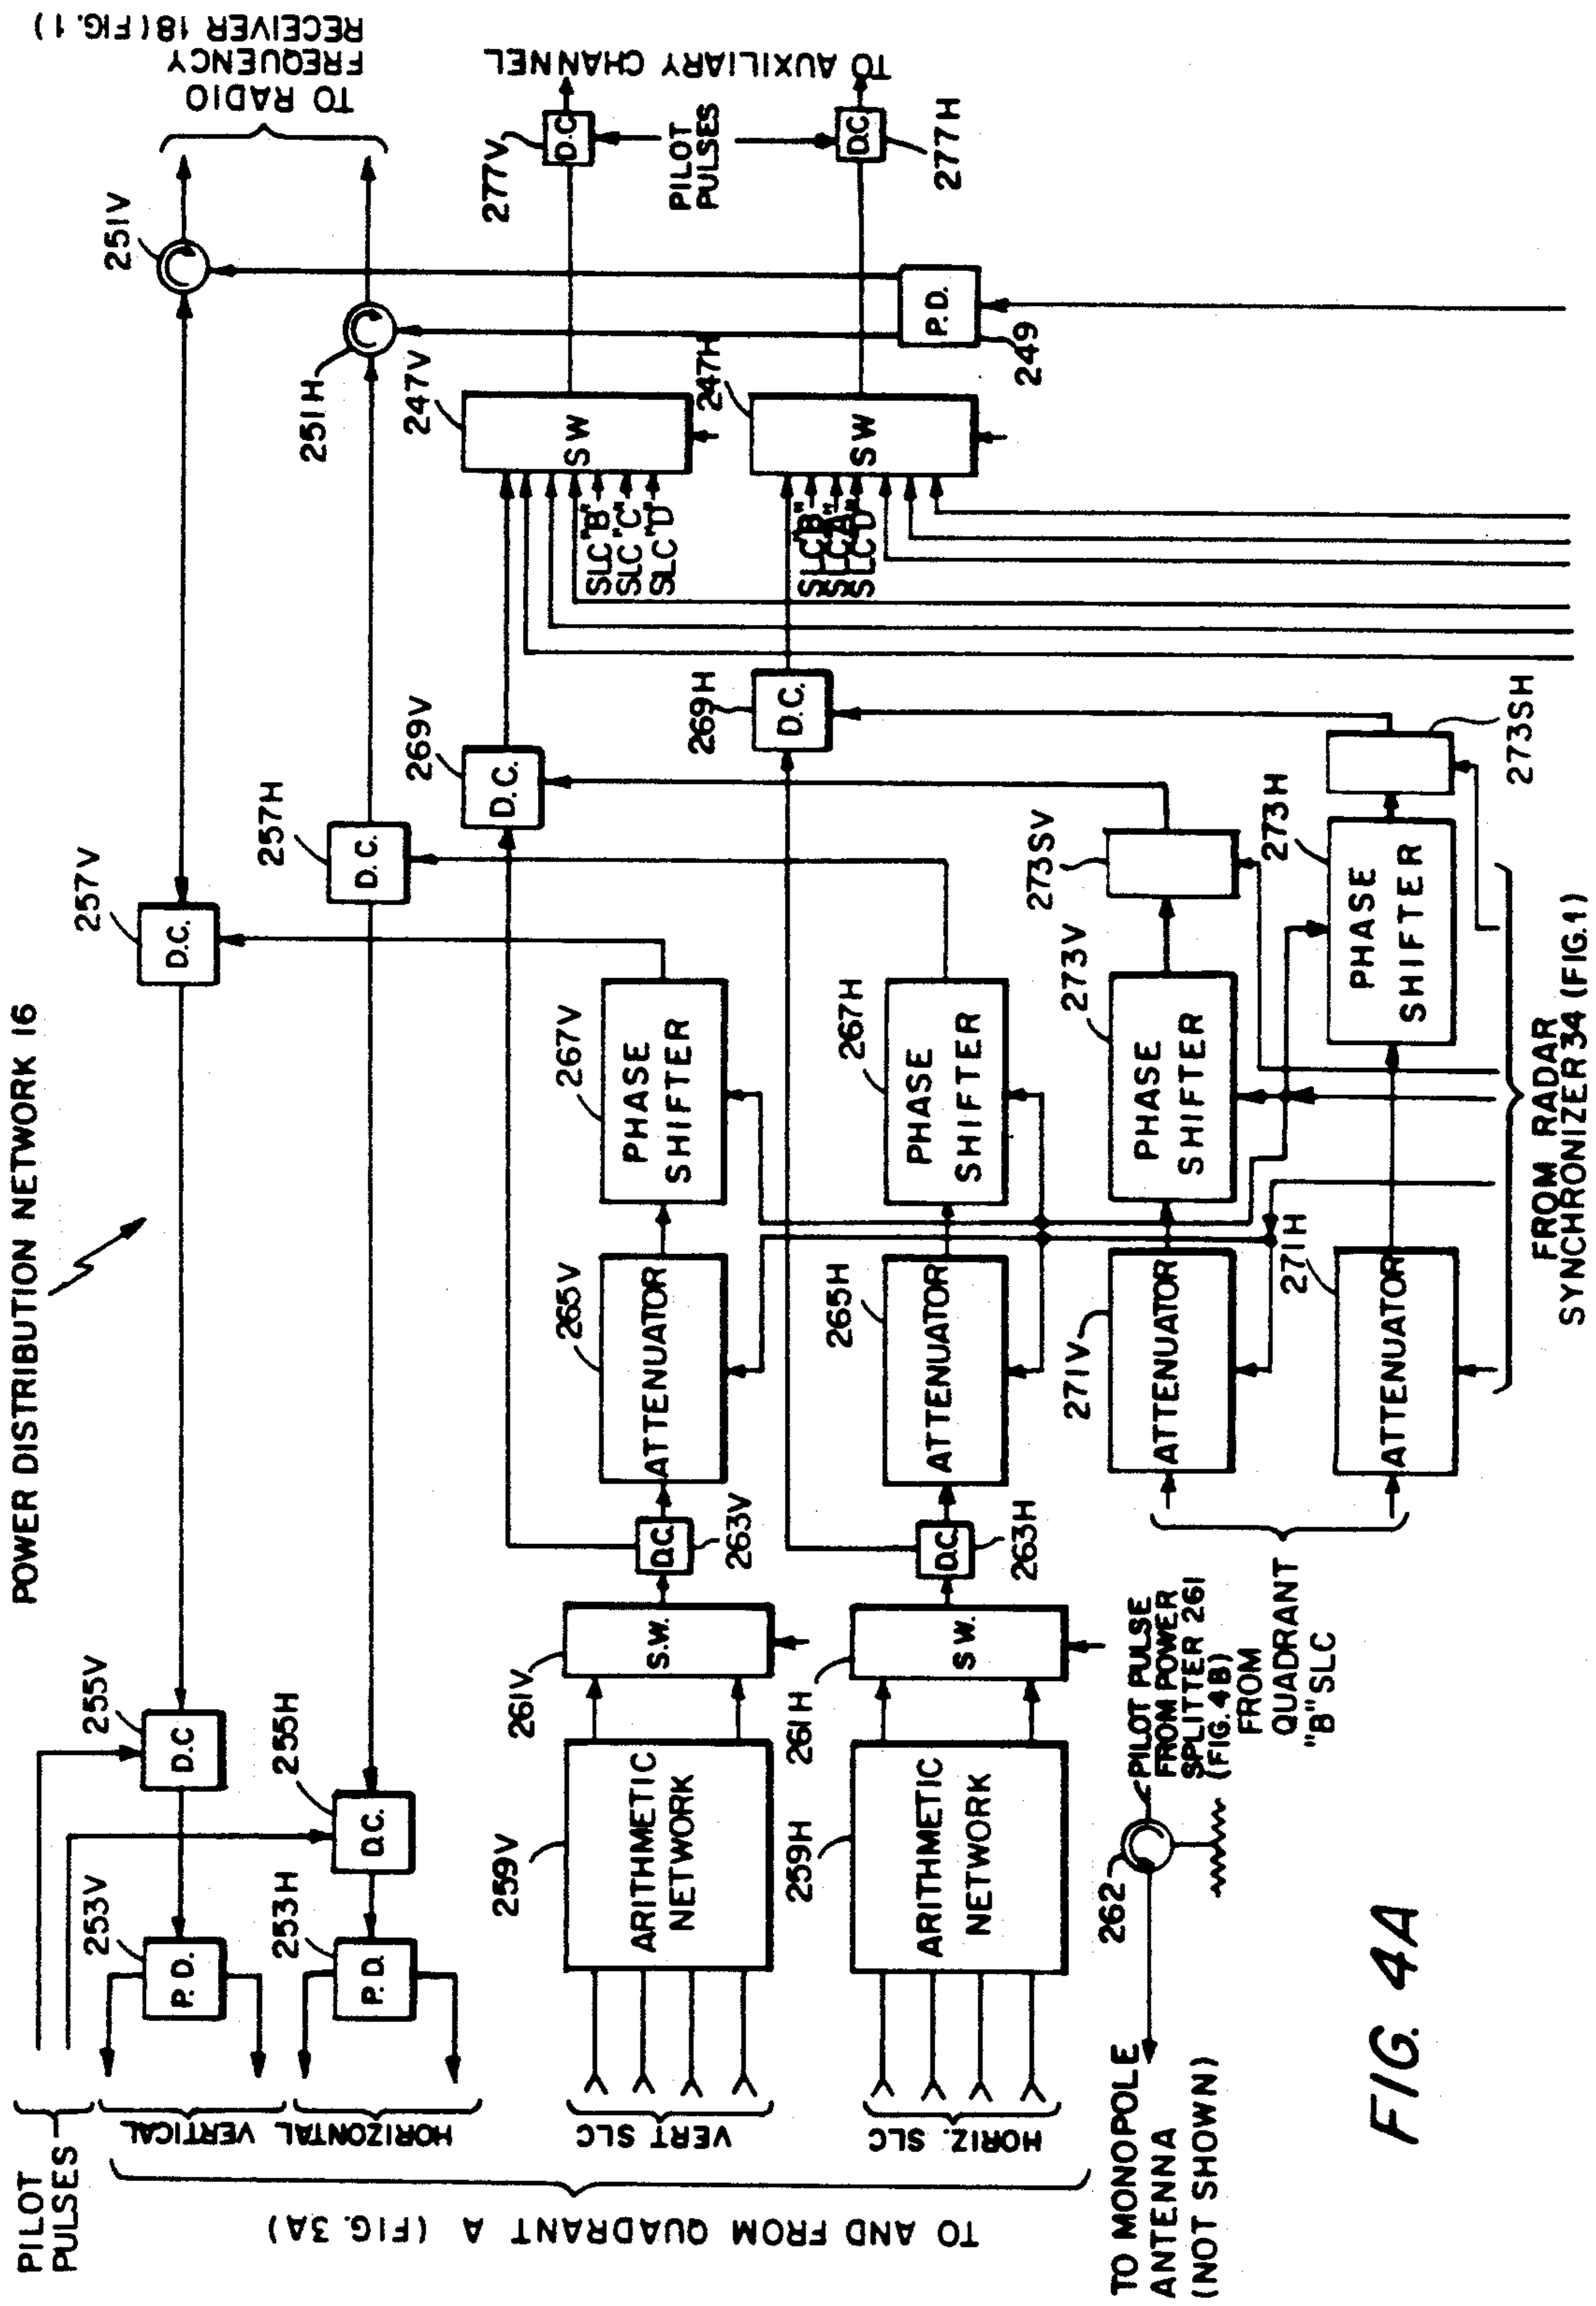 POWER DISTRIBUTION NETWORK 16
PILOT
PULSES
VERTICAL
HORIZONTAL
VERT SLC
HORIZ. SLC
TO AND FROM QUADRANT A (FIG. 3A)
253V
P.D.
253H
P.D.
255V
D.C
255H
D.C.
257V
D.C.
257H
D.C.
251V
251H
TO RADIO
FREQUENCY
RECEIVER 18 (FIG. 1)
259V
ARITHMETIC
NETWORK
261V
S.W.
263V
D.C.
265V
ATTENUATOR
267V
PHASE
SHIFTER
269V
D.C.
247V
SW
SLC "B"
SLC "C"
SLC "D"
277V
D.C
PILOT
PULSES
TO AUXILIARY CHANNEL
259H
ARITHMETIC
NETWORK
261H
SW.
263H
D.C.
265H
ATTENUATOR
267H
PHASE
SHIFTER
269H
D.C.
247H
SW
SLC "B"
SLC "A"
SLC "D"
277H
D.C.
P.D.
249
271V
ATTENUATOR
273V
PHASE
SHIFTER
273SV
271H
ATTENUATOR
273H
PHASE
SHIFTER
273SH
262
PILOT PULSE
FROM POWER
SPLITTER 261
(FIG. 4B)
FROM
QUADRANT
"B" SLC
TO MONOPOLE
ANTENNA
(NOT SHOWN)
FROM RADAR
SYNCHRONIZER 34 (FIG.1)
FIG. 4A